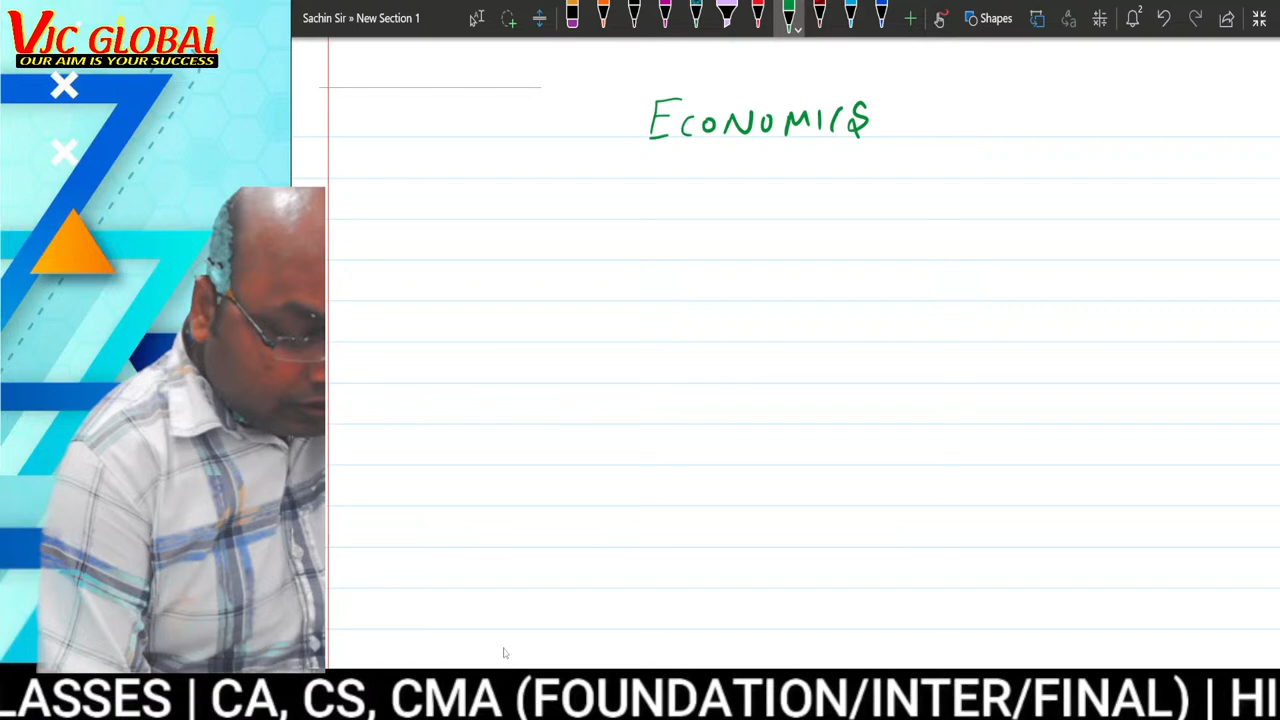 VJC GLOBAL
OUR AIM IS YOUR SUCCESS
Sachin Sir » New Section 1
Shapes
2
ECONOMICS
LASSES | CA, CS, CMA (FOUNDATION/INTER/FINAL) | HI